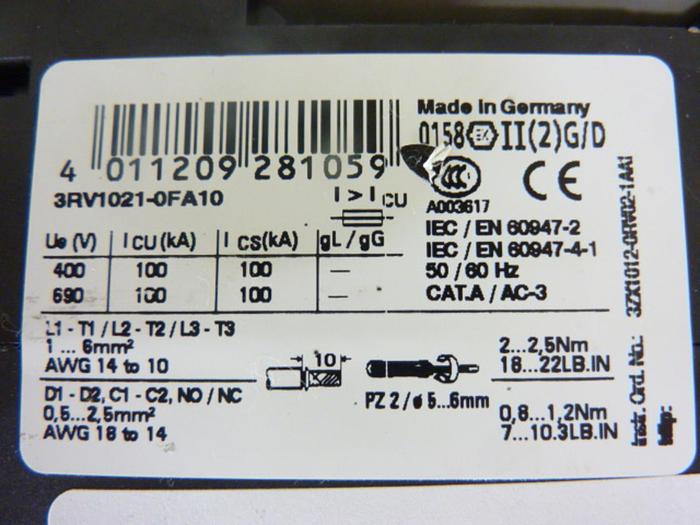 Made in Germany
0158 Ex II(2)G/D
4 011209 281059
CCC
CE
A003617
3RV1021-0FA10
I > I CU
IEC / EN 60947-2
IEC / EN 60947-4-1
50 / 60 Hz
CAT.A / AC-3
Ue (V) I CU (kA) I CS(kA) gL / gG
400 100 100 —
690 100 100 —
L1 - T1 / L2 - T2 / L3 - T3
1 ... 6mm²
AWG 14 to 10
10
PZ 2 / ø 5...6mm
2...2,5Nm
18...22LB.IN
D1 - D2, C1 - C2, NO / NC
0,5...2,5mm²
AWG 18 to 14
0,8...1,2Nm
7...10.3LB.IN
Instr. Ord. No.: 3ZX1012-0RV02-1AA1